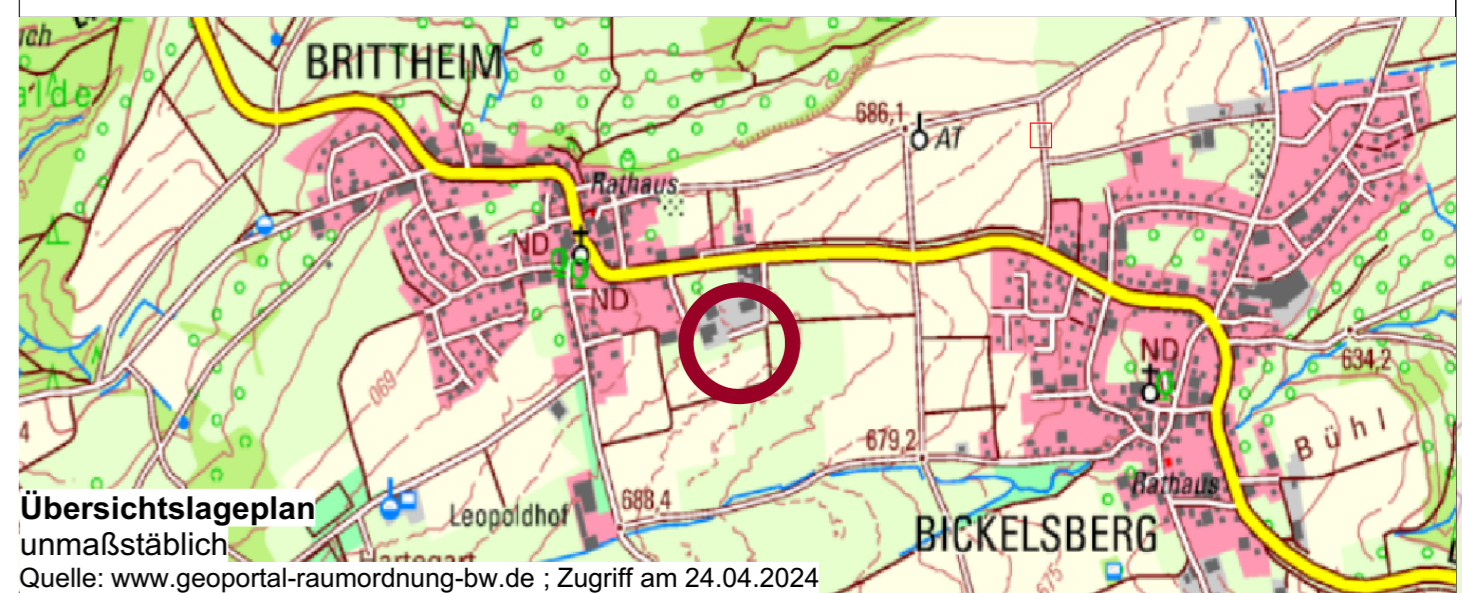 BRITTHEIM
686,1
AT
Rathaus
ND
ND
ND
634,2
069
679,2
Bühl
Rathaus
688,4
Leopoldhof
BICKELSBERG
675
Übersichtslageplan
unmaßstäblich
Quelle: www.geoportal-raumordnung-bw.de ; Zugriff am 24.04.2024